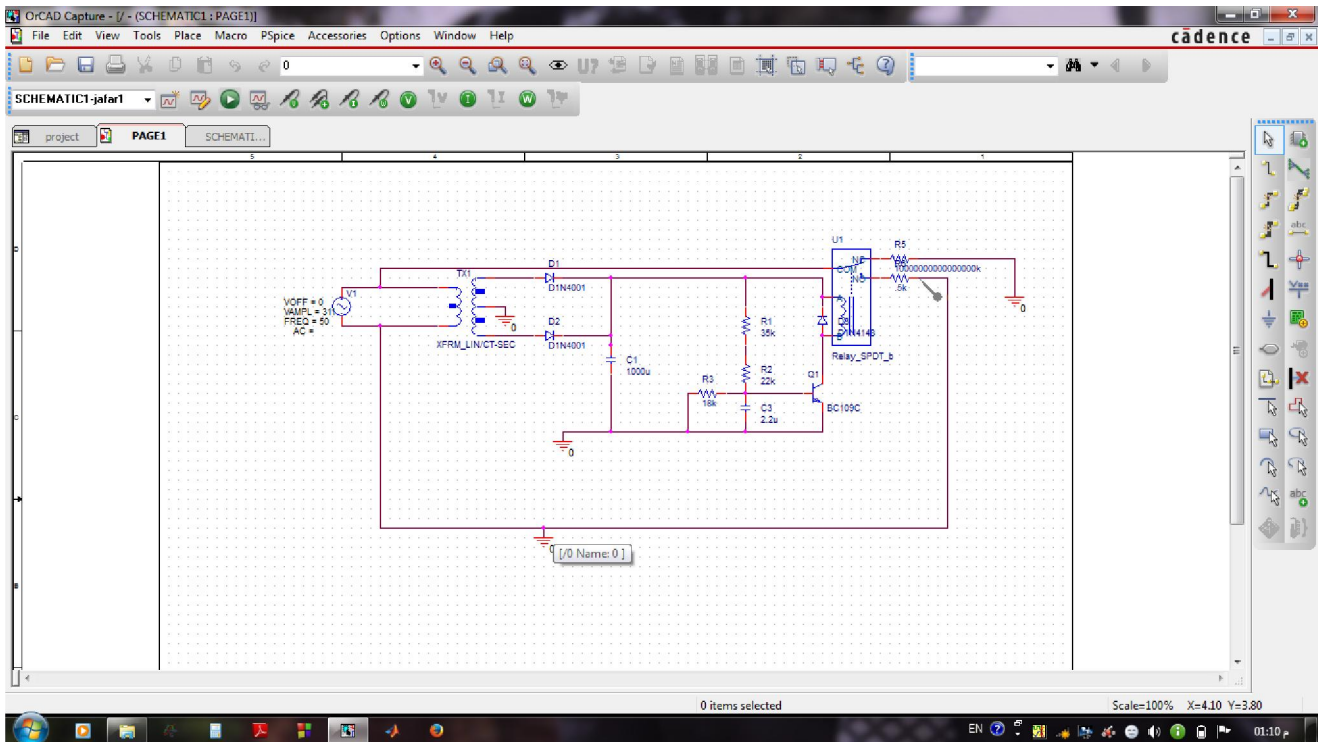 OrCAD Capture - [/ - (SCHEMATIC1 : PAGE1)]
File Edit View Tools Place Macro PSpice Accessories Options Window Help
cādence
0
U?
SCHEMATIC1-jafar1
V
I
W
project
PAGE1
SCHEMATI...
5 4 3 2 1
U1
R5
NC
COM
1000000000000000k
NO
.5k
A
B
D1
D1N4001
TX1
V1
VOFF = 0
VAMPL = 311
FREQ = 50
AC =
0
D2
D1N4001
XFRM_LIN/CT-SEC
C1
1000u
R1
35k
D1N4148
Relay_SPDT_b
R2
22k
R3
18k
Q1
BC109C
C3
2.2u
0
0
0
[/0 Name: 0 ]
abc
0 items selected
Scale=100% X=4.10 Y=3.80
EN
01:10 م